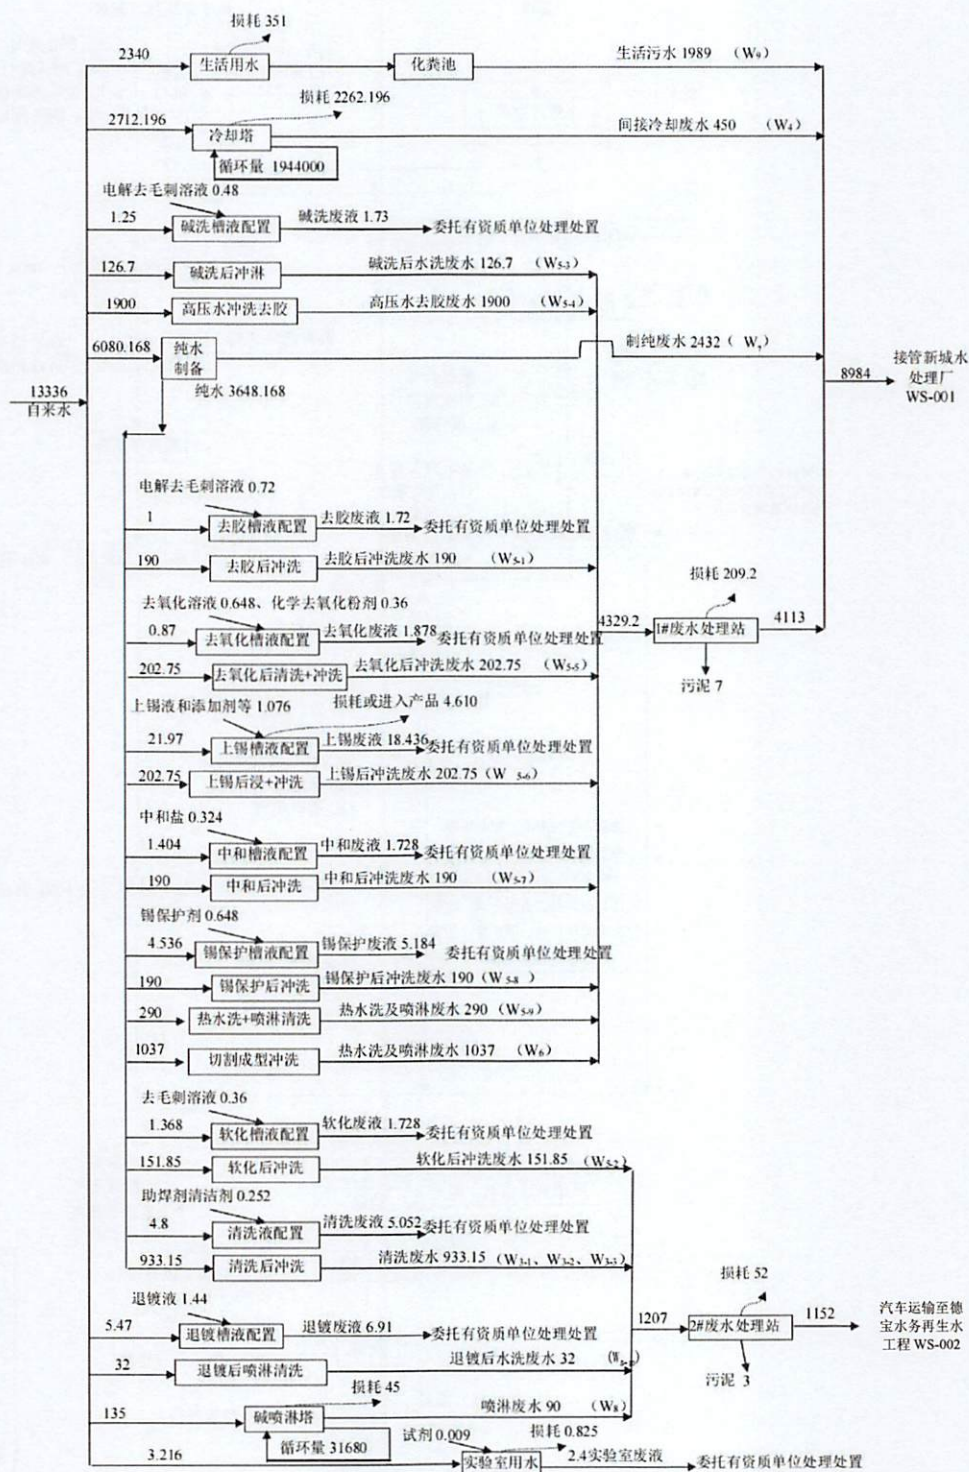 损耗 351
2340
生活用水
化粪池
生活污水 1989 （W₉）
损耗 2262.196
2712.196
冷却塔
间接冷却废水 450 （W₄）
循环量 1944000
电解去毛刺溶液 0.48
1.25
碱洗槽液配置
碱洗废液 1.73
委托有资质单位处理处置
126.7
碱洗后冲淋
碱洗后水洗废水 126.7 （W₅₋₃）
1900
高压水冲洗去胶
高压水去胶废水 1900 （W₅₋₄）
6080.168
纯水
制备
制纯废水 2432（ W₇）
纯水 3648.168
13336
自来水
8984
接管新城水
处理厂
WS-001
电解去毛刺溶液 0.72
1
去胶槽液配置
去胶废液 1.72
委托有资质单位处理处置
190
去胶后冲洗
去胶后冲洗废水 190 （W₅₋₁）
去氧化溶液 0.648、化学去氧化粉剂 0.36
0.87
去氧化槽液配置
去氧化废液 1.878
委托有资质单位处理处置
202.75
去氧化后清洗+冲洗
去氧化后冲洗废水 202.75 （W₅₋₅）
4329.2
损耗 209.2
1#废水处理站
4113
污泥 7
上锡液和添加剂等 1.076
损耗或进入产品 4.610
21.97
上锡槽液配置
上锡废液 18.436
委托有资质单位处理处置
202.75
上锡后浸+冲洗
上锡后冲洗废水 202.75（W ₅₋₆）
中和盐 0.324
1.404
中和槽液配置
中和废液 1.728
委托有资质单位处理处置
190
中和后冲洗
中和后冲洗废水 190 （W₅₋₇）
锡保护剂 0.648
4.536
锡保护槽液配置
锡保护废液 5.184
委托有资质单位处理处置
190
锡保护后冲洗
锡保护后冲洗废水 190（W ₅₋₈ ）
290
热水洗+喷淋清洗
热水洗及喷淋废水 290 （W₅₋₉）
1037
切割成型冲洗
热水洗及喷淋废水 1037 （W₆）
去毛刺溶液 0.36
1.368
软化槽液配置
软化废液 1.728
委托有资质单位处理处置
151.85
软化后冲洗
软化后冲洗废水 151.85（W₅₋₂）
助焊剂清洁剂 0.252
4.8
清洗液配置
清洗废液 5.052
委托有资质单位处理处置
933.15
清洗后冲洗
清洗废水 933.15 （W₃₋₁、W₃₋₂、W₃₋₃）
退镀液 1.44
5.47
退镀槽液配置
退镀废液 6.91
委托有资质单位处理处置
32
退镀后喷淋清洗
退镀后水洗废水 32
1207
损耗 52
2#废水处理站
1152
污泥 3
汽车运输至德
宝水务再生水
工程 WS-002
损耗 45
135
碱喷淋塔
喷淋废水 90 （W₈）
循环量 31680
3.216
试剂 0.009
损耗 0.825
实验室用水
2.4实验室废液
委托有资质单位处理处置